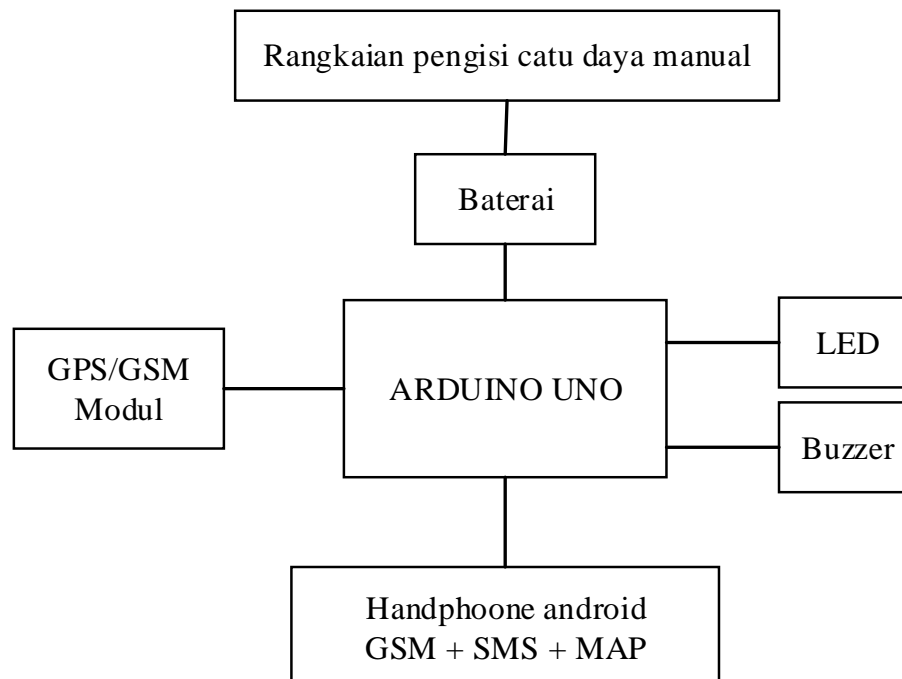 Rangkaian pengisi catu daya manual
Baterai
GPS/GSM
Modul
ARDUINO UNO
LED
Buzzer
Handphoone android
GSM + SMS + MAP